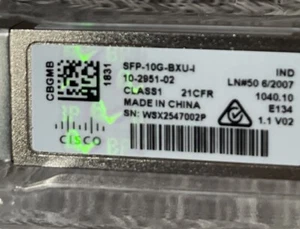 CBGMB
1831
SFP-10G-BXU-I
10-2951-02
CLASS1 21CFR
MADE IN CHINA
SN: WSX2547002P
IND
LN#50 6/2007
1040.10
E134
1.1 V02
CISCO